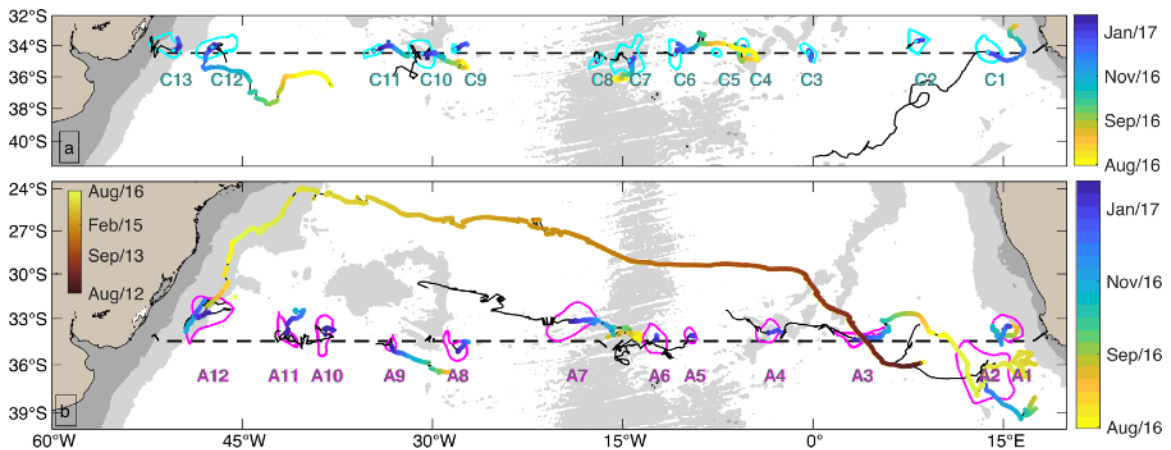 32°S
34°S
36°S
38°S
40°S
C13
C12
C11
C10
C9
C8
C7
C6
C5
C4
C3
C2
C1
a
Jan/17
Nov/16
Sep/16
Aug/16
24°S
27°S
30°S
33°S
36°S
39°S
Aug/16
Feb/15
Sep/13
Aug/12
A12
A11
A10
A9
A8
A7
A6
A5
A4
A3
A2
A1
b
Jan/17
Nov/16
Sep/16
Aug/16
60°W
45°W
30°W
15°W
0°
15°E